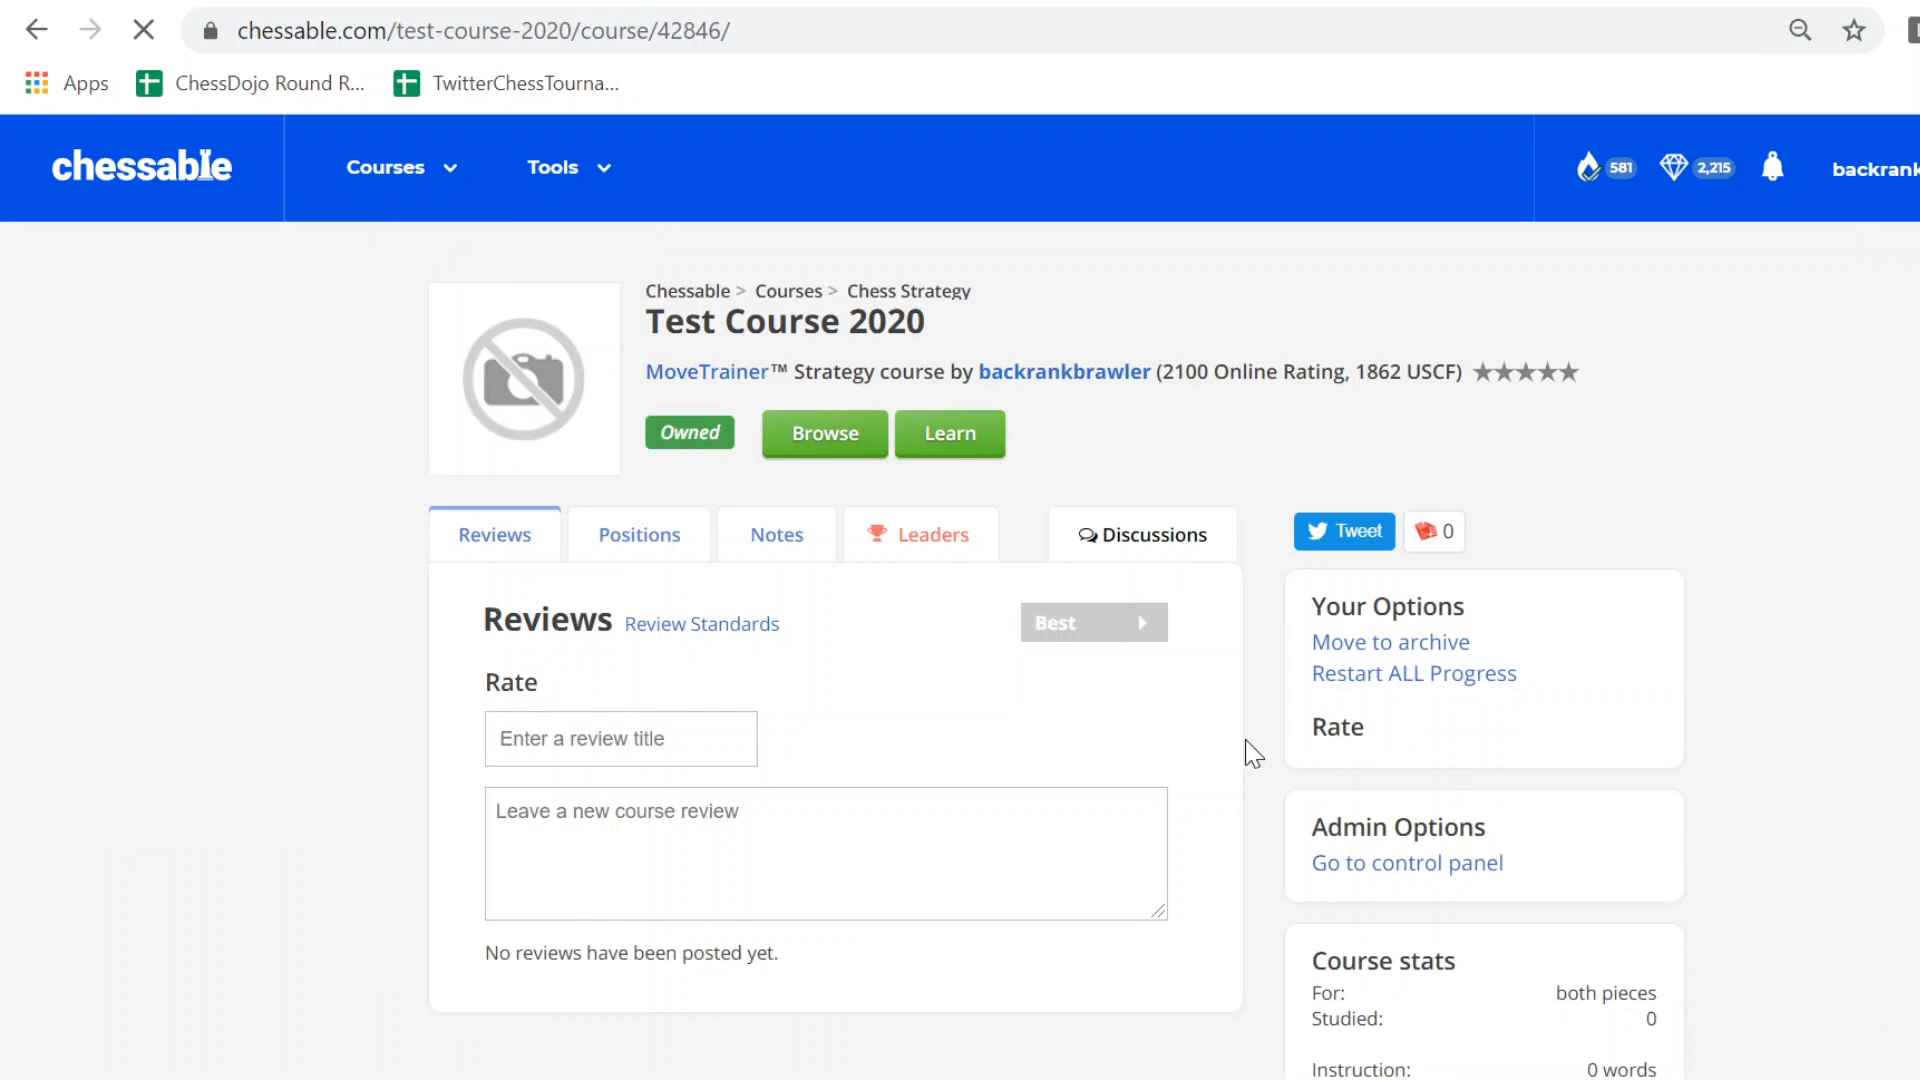 chessable.com/test-course-2020/course/42846/
Apps
ChessDojo Round R...
TwitterChessTourna...
chessable
Courses
Tools
581
2,215
backrank
Chessable > Courses > Chess Strategy
Test Course 2020
MoveTrainer™ Strategy course by backrankbrawler (2100 Online Rating, 1862 USCF)
Owned
Browse
Learn
Reviews
Positions
Notes
Leaders
Discussions
Tweet
0
Reviews
Review Standards
Best
Rate
Enter a review title
Leave a new course review
No reviews have been posted yet.
Your Options
Move to archive
Restart ALL Progress
Rate
Admin Options
Go to control panel
Course stats
For: both pieces
Studied: 0
Instruction: 0 words